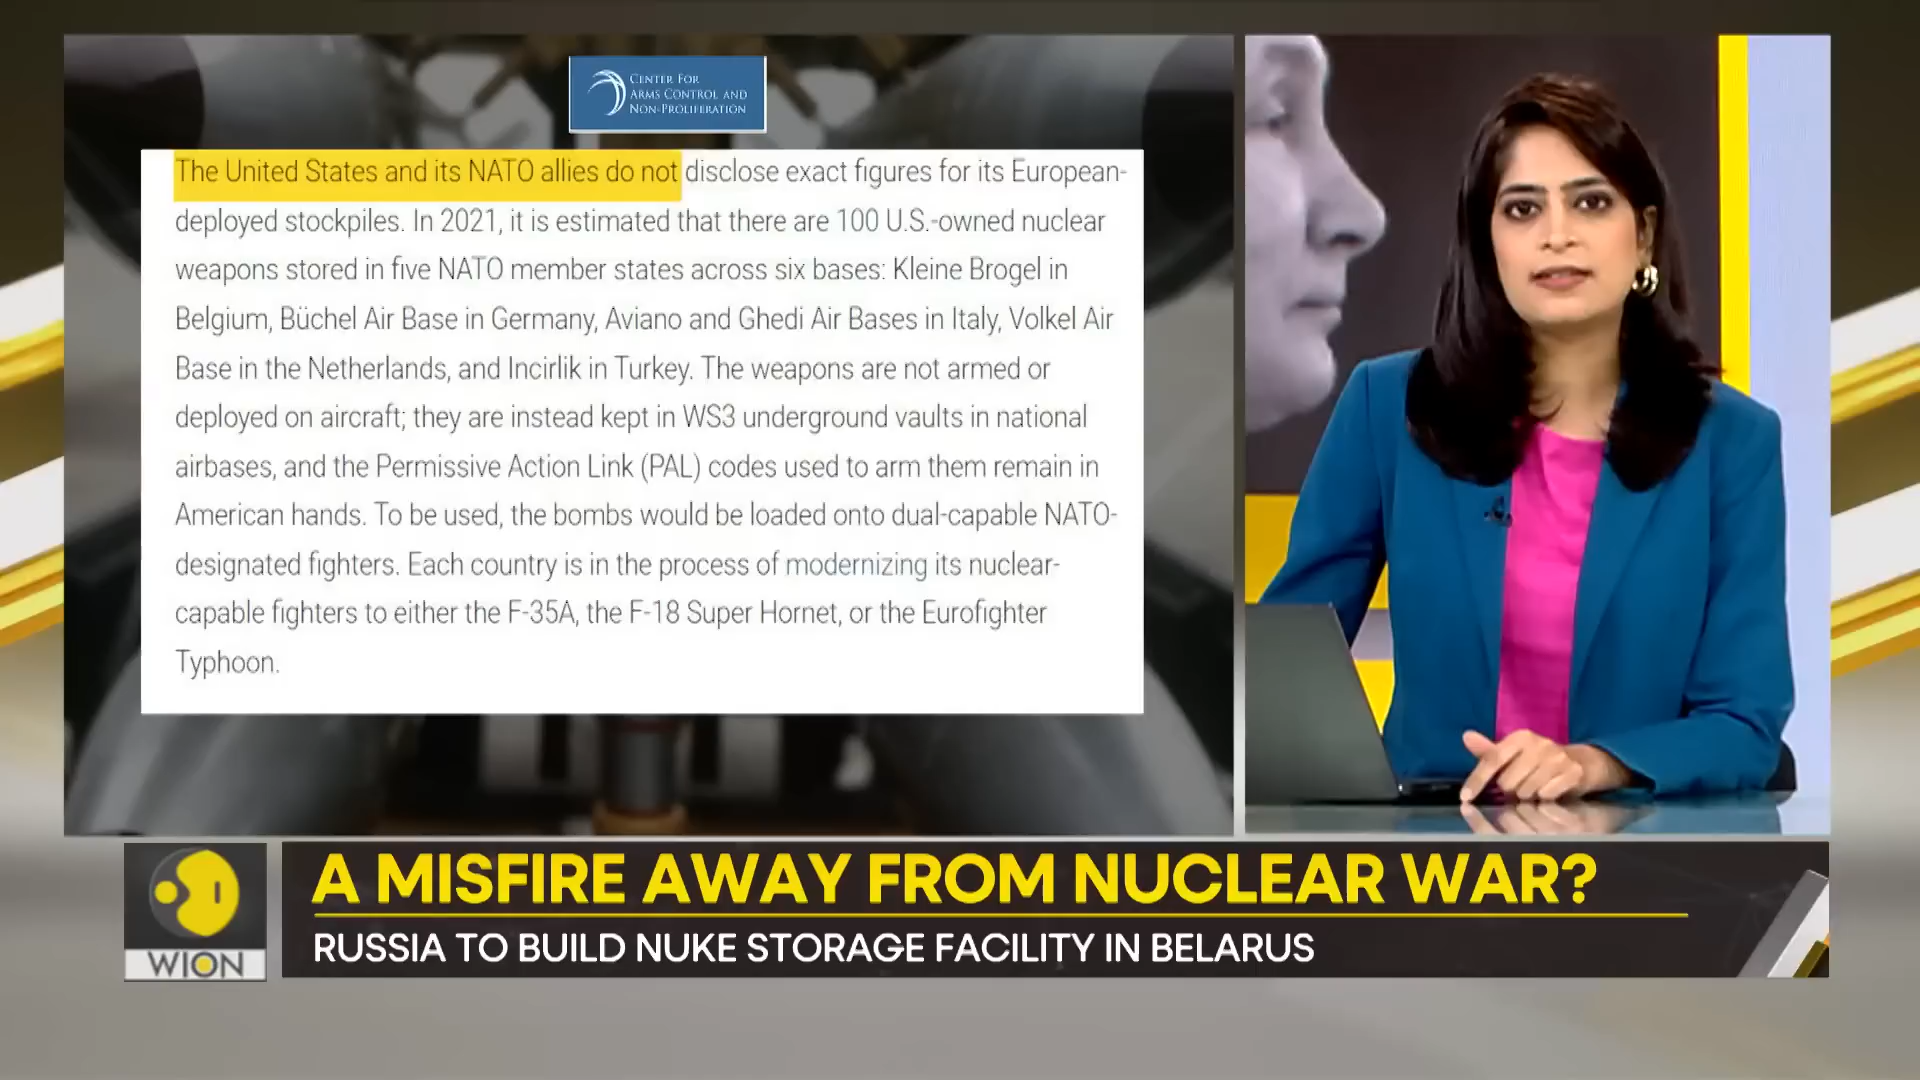 CENTER FOR
ARMS CONTROL AND
NON-PROLIFERATION
The United States and its NATO allies do not disclose exact figures for its European-
deployed stockpiles. In 2021, it is estimated that there are 100 U.S.-owned nuclear
weapons stored in five NATO member states across six bases: Kleine Brogel in
Belgium, Büchel Air Base in Germany, Aviano and Ghedi Air Bases in Italy, Volkel Air
Base in the Netherlands, and Incirlik in Turkey. The weapons are not armed or
deployed on aircraft; they are instead kept in WS3 underground vaults in national
airbases, and the Permissive Action Link (PAL) codes used to arm them remain in
American hands. To be used, the bombs would be loaded onto dual-capable NATO-
designated fighters. Each country is in the process of modernizing its nuclear-
capable fighters to either the F-35A, the F-18 Super Hornet, or the Eurofighter
Typhoon.
A MISFIRE AWAY FROM NUCLEAR WAR?
RUSSIA TO BUILD NUKE STORAGE FACILITY IN BELARUS
WION